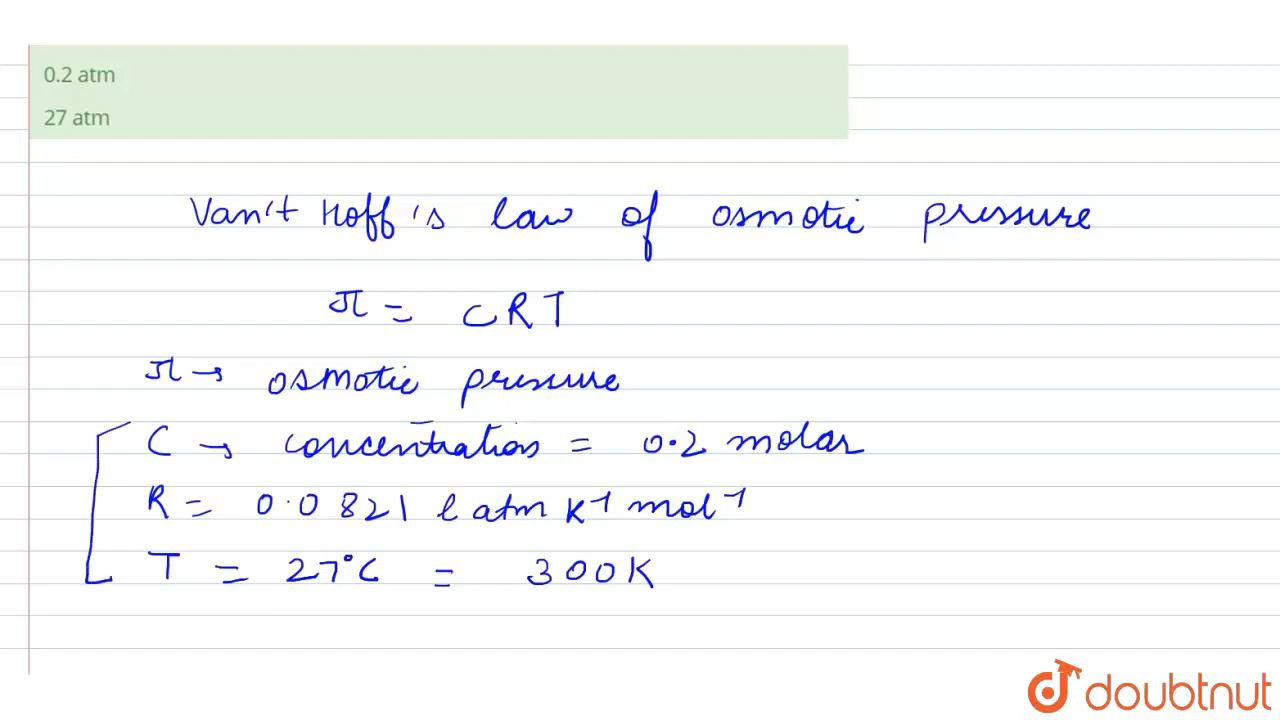 0.2 atm
27 atm
Van't Hoff's law of osmotic pressure
π = CRT
π → osmotic pressure
C → concentration = 0.2 molar
R = 0.0821 l atm K⁻¹ mol⁻¹
T = 27°C = 300K
doubtnut